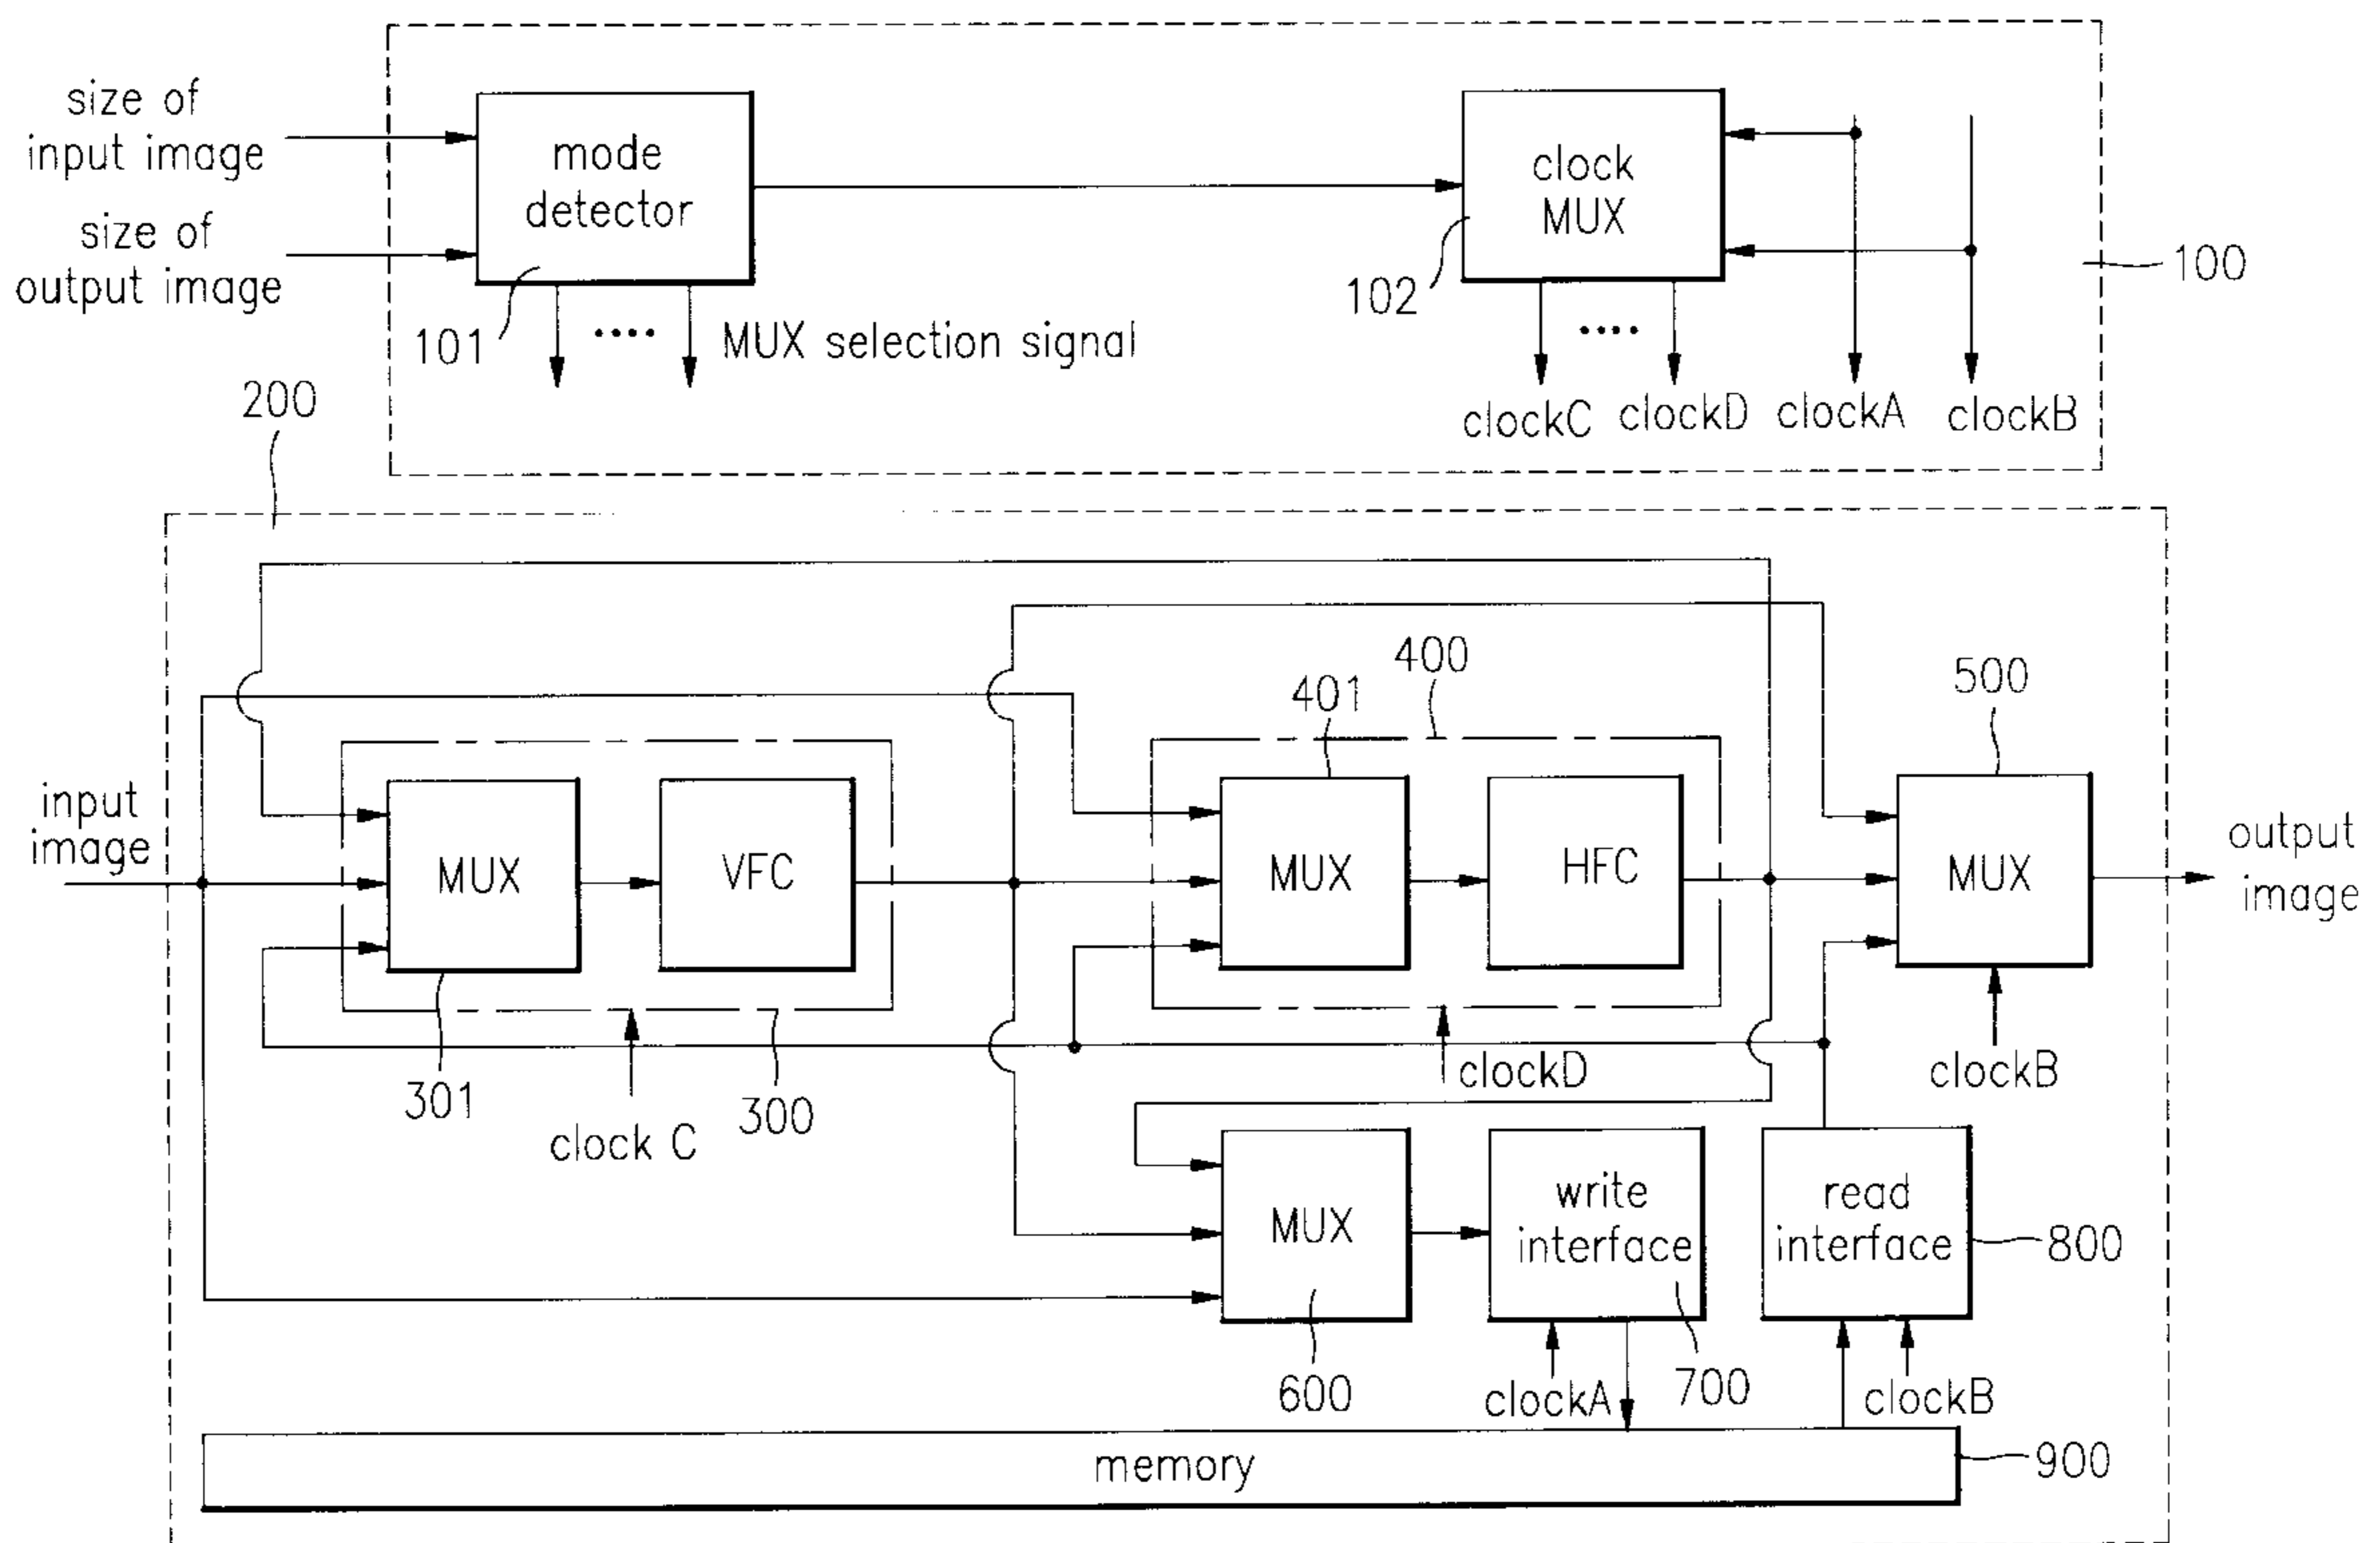 size of
input image
size of
output image
mode
detector
101
MUX selection signal
clock
MUX
102
clockC
clockD
clockA
clockB
100
200
input
image
MUX
301
VFC
clock C
300
401
400
MUX
HFC
clockD
500
MUX
clockB
output
image
MUX
600
write
interface
700
clockA
read
interface
800
clockB
memory
900